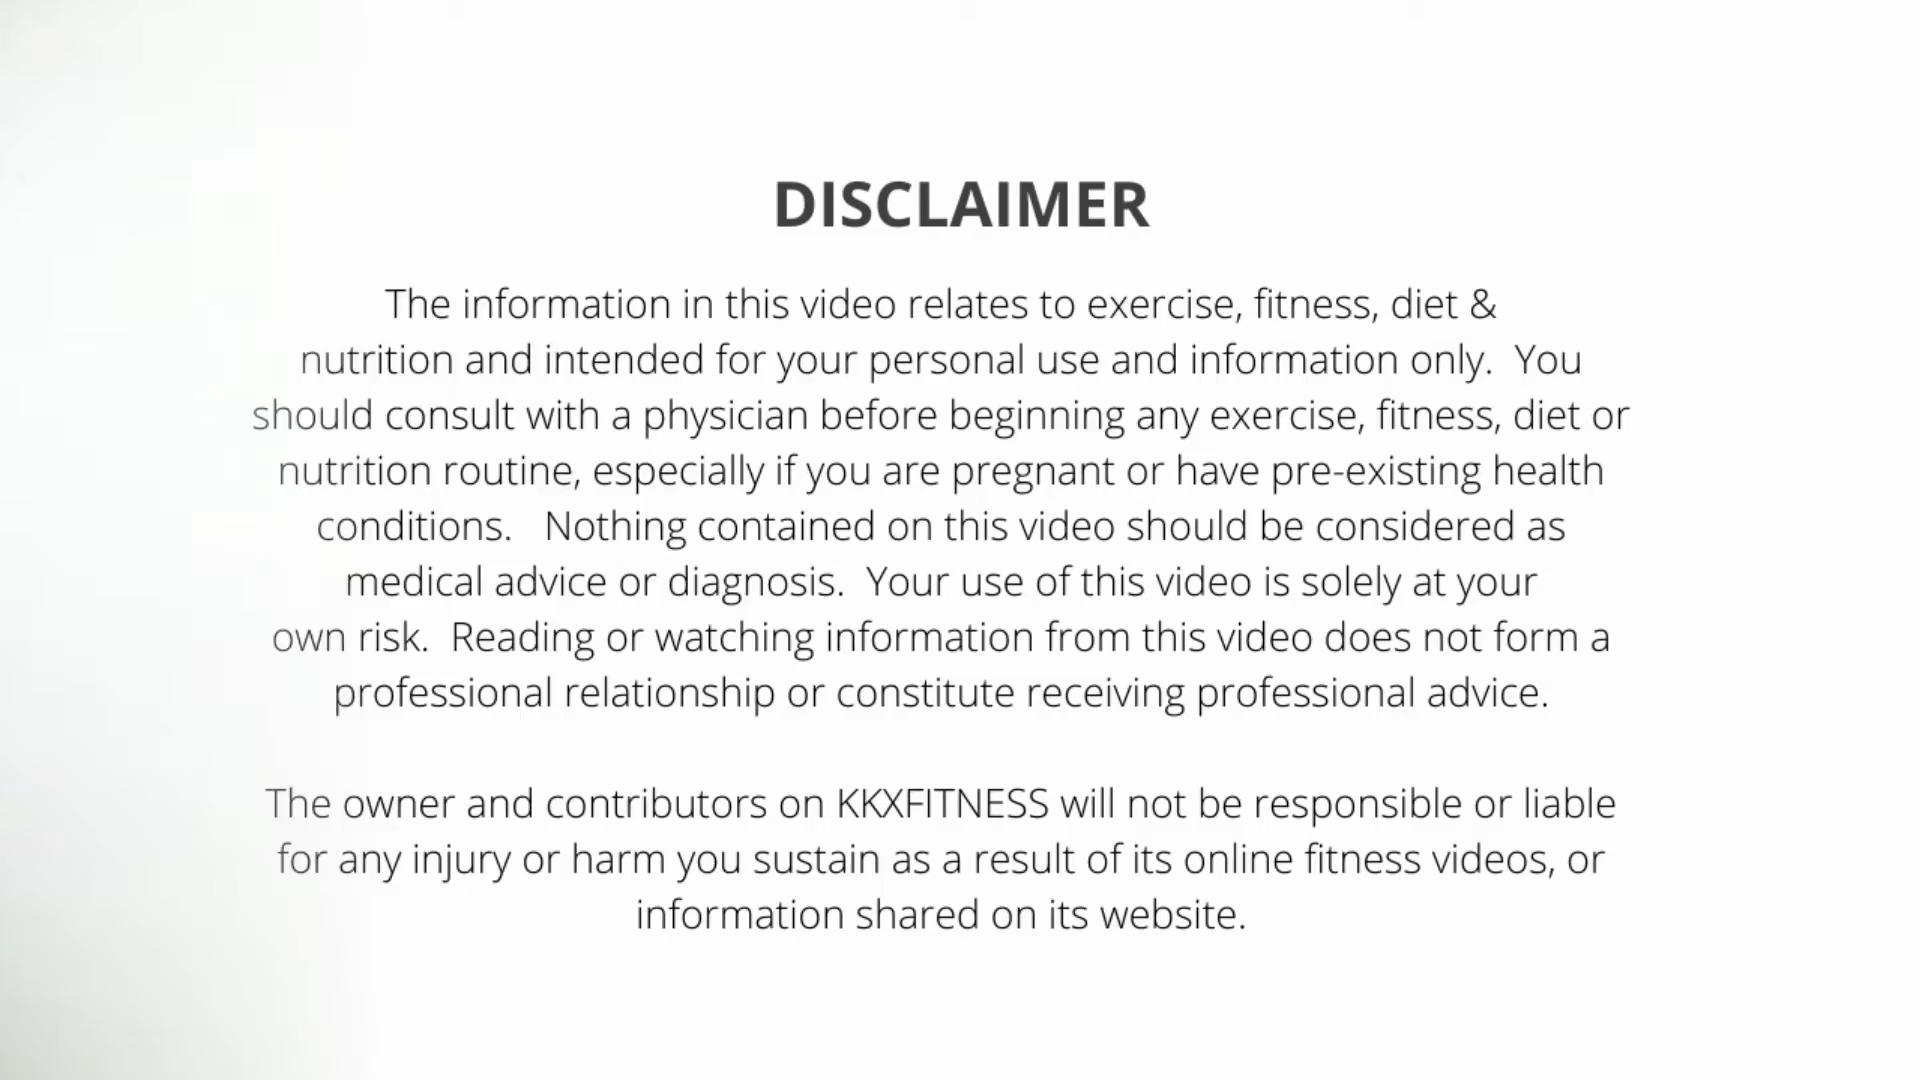 DISCLAIMER
The information in this video relates to exercise, fitness, diet &
nutrition and intended for your personal use and information only.  You
should consult with a physician before beginning any exercise, fitness, diet or
nutrition routine, especially if you are pregnant or have pre-existing health
conditions.   Nothing contained on this video should be considered as
medical advice or diagnosis.  Your use of this video is solely at your
own risk.  Reading or watching information from this video does not form a
professional relationship or constitute receiving professional advice.
The owner and contributors on KKXFITNESS will not be responsible or liable
for any injury or harm you sustain as a result of its online fitness videos, or
information shared on its website.